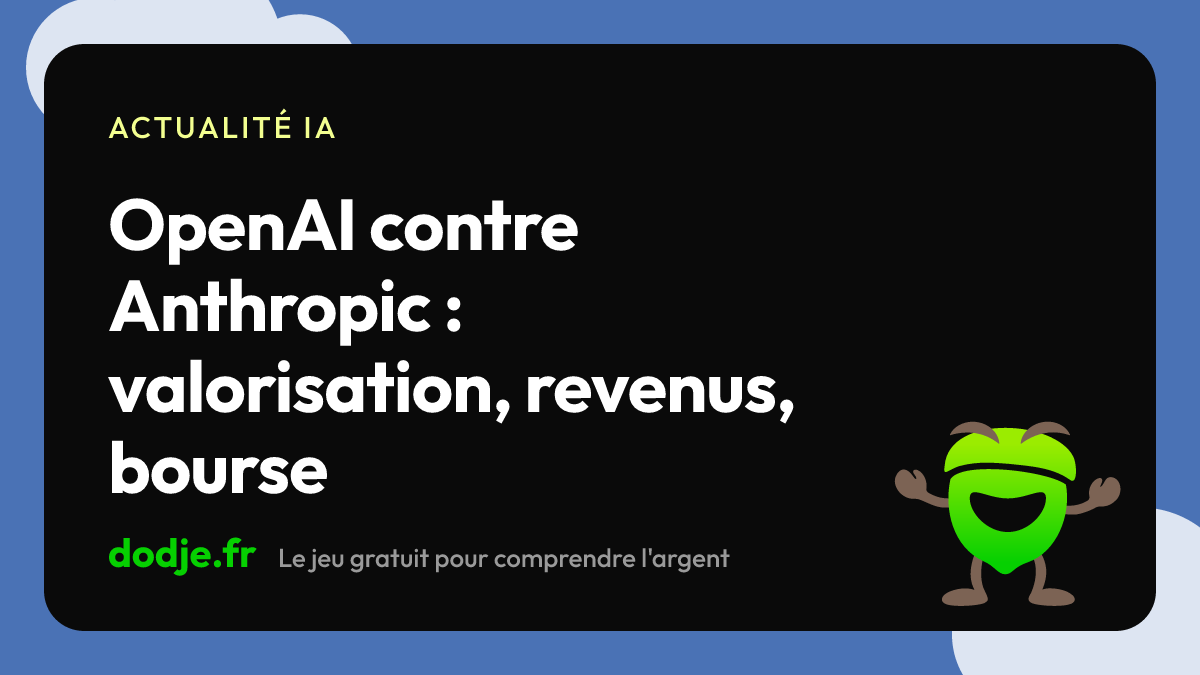 ACTUALITÉ IA
OpenAI contre
Anthropic :
valorisation, revenus,
bourse
dodje.fr Le jeu gratuit pour comprendre l'argent